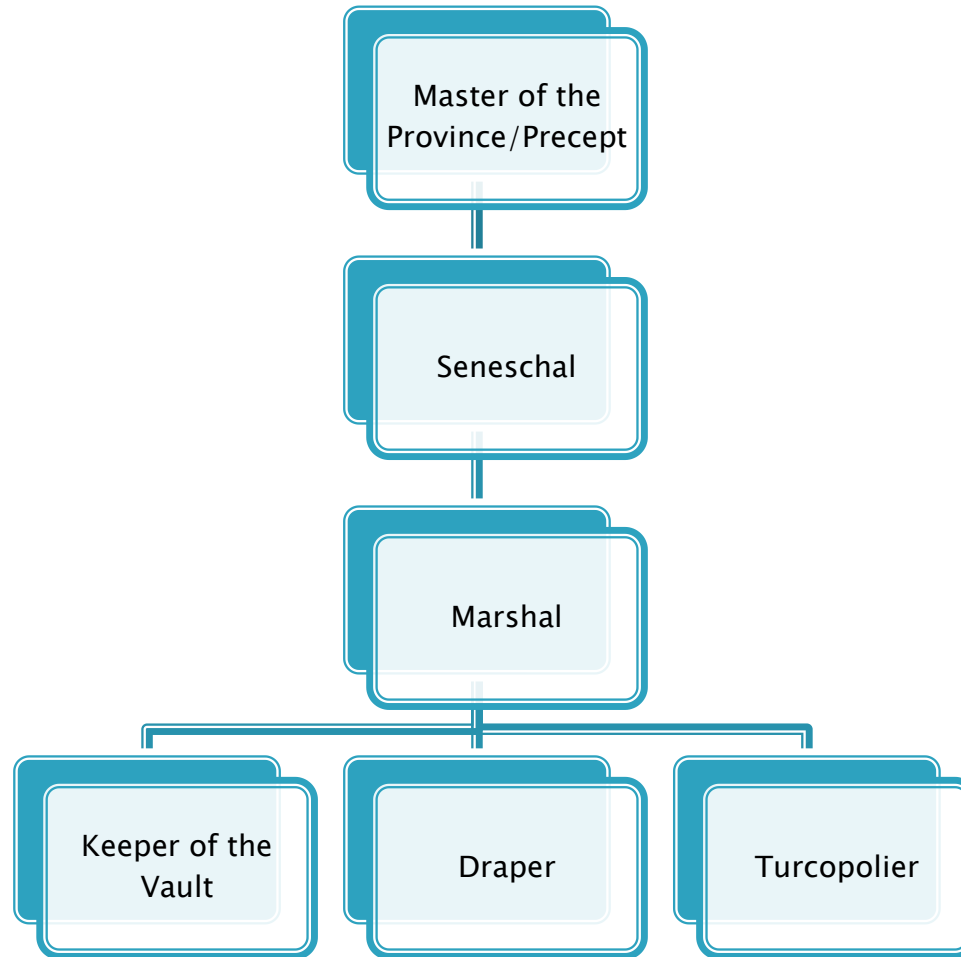 Master of the
Province/Precept
Seneschal
Marshal
Keeper of the
Vault
Draper
Turcopolier